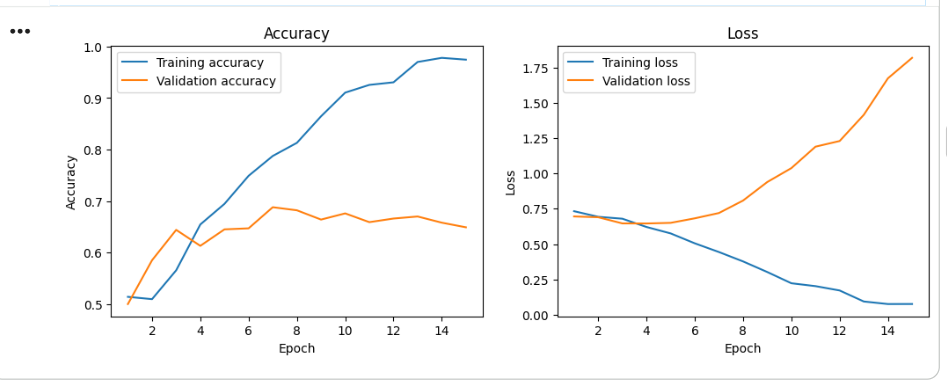 Accuracy
Training accuracy
Validation accuracy
1.0
0.9
0.8
0.7
0.6
0.5
Accuracy
2 4 6 8 10 12 14
Epoch
Loss
Training loss
Validation loss
1.75
1.50
1.25
1.00
0.75
0.50
0.25
0.00
Loss
2 4 6 8 10 12 14
Epoch